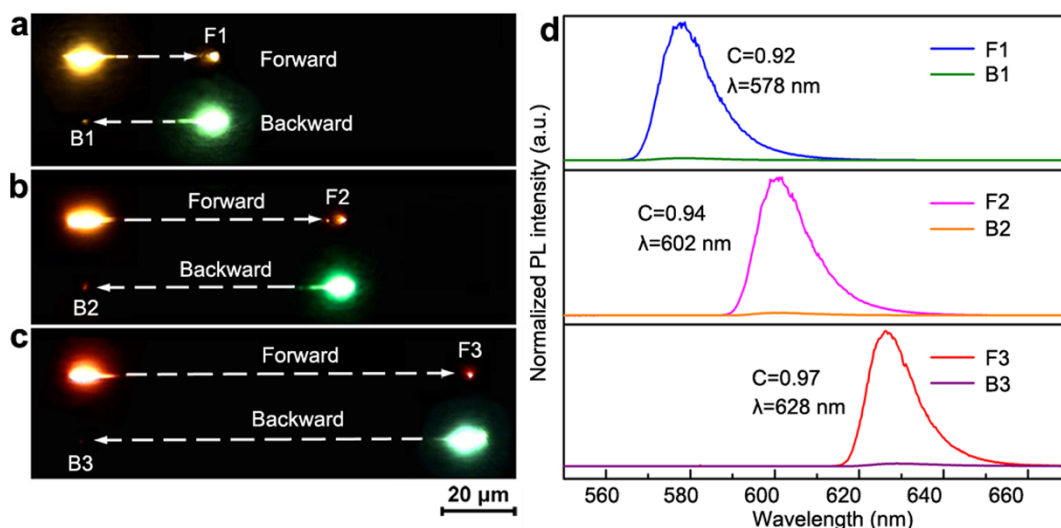 a
F1
Forward
B1
Backward
b
Forward
F2
Backward
B2
c
Forward
F3
Backward
B3
20 µm
d
Normalized PL intensity (a.u.)
C=0.92
λ=578 nm
F1
B1
C=0.94
λ=602 nm
F2
B2
C=0.97
λ=628 nm
F3
B3
560 580 600 620 640 660
Wavelength (nm)